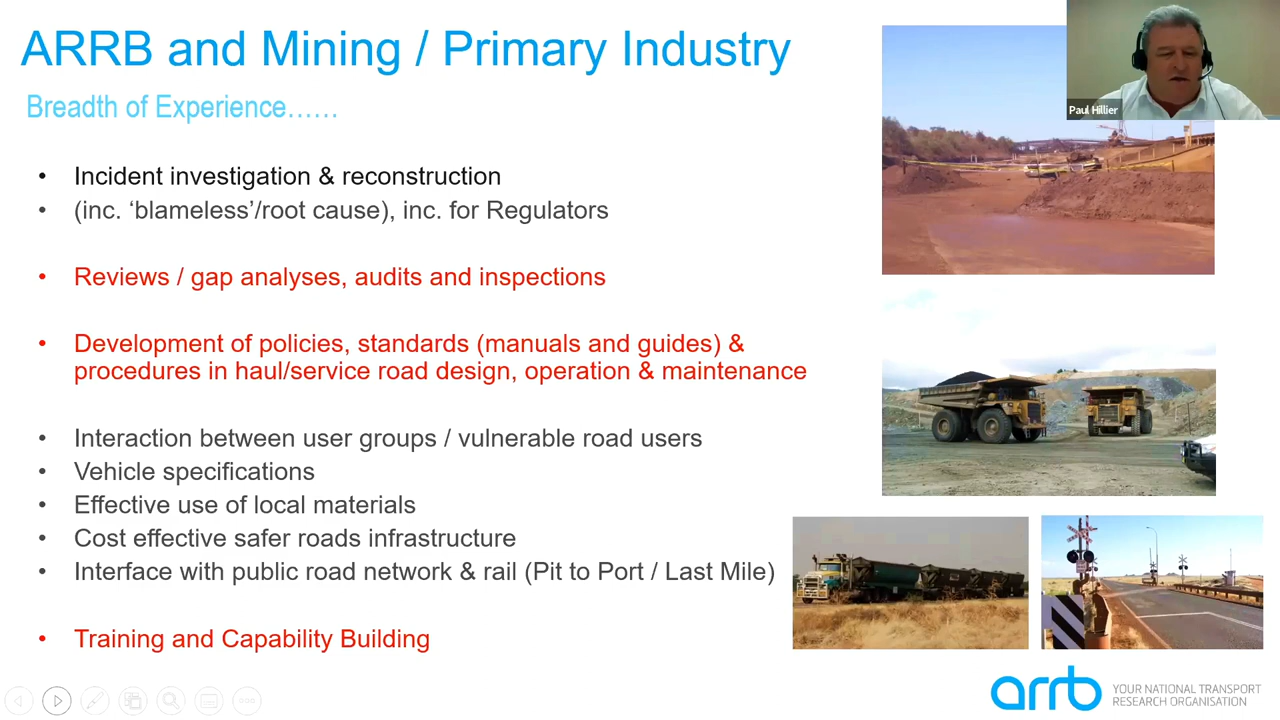 ARRB and Mining / Primary Industry
Breadth of Experience……
Paul Hillier
• Incident investigation & reconstruction
• (inc. ‘blameless’/root cause), inc. for Regulators
• Reviews / gap analyses, audits and inspections
• Development of policies, standards (manuals and guides) &
procedures in haul/service road design, operation & maintenance
• Interaction between user groups / vulnerable road users
• Vehicle specifications
• Effective use of local materials
• Cost effective safer roads infrastructure
• Interface with public road network & rail (Pit to Port / Last Mile)
• Training and Capability Building
arrb
YOUR NATIONAL TRANSPORT
RESEARCH ORGANISATION